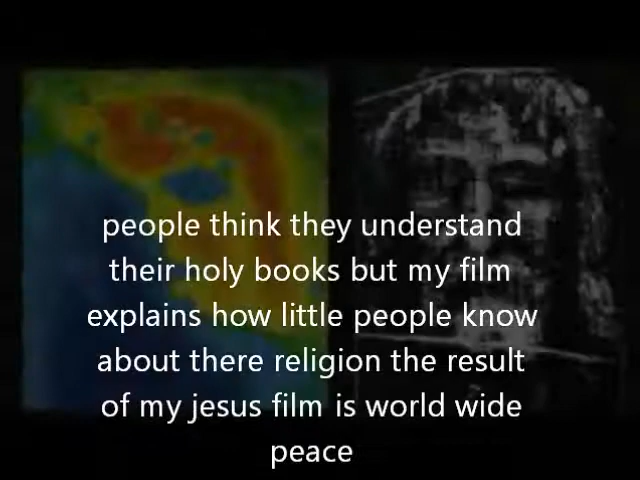 people think they understand
their holy books but my film
explains how little people know
about there religion the result
of my jesus film is world wide
peace